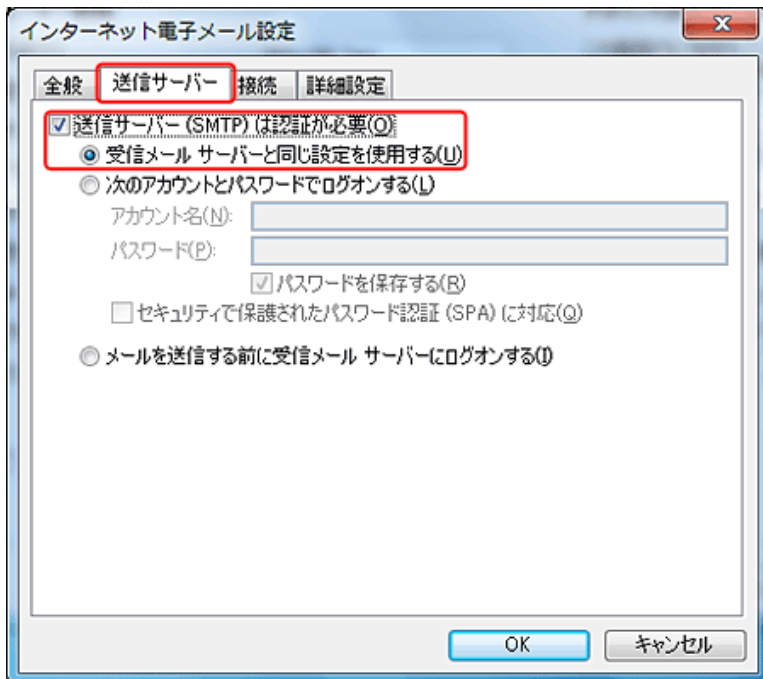 インターネット電子メール設定
全般 送信サーバー 接続 詳細設定
送信サーバー (SMTP) は認証が必要(O)
受信メール サーバーと同じ設定を使用する(U)
次のアカウントとパスワードでログオンする(L)
アカウント名(N):
パスワード(P):
パスワードを保存する(R)
セキュリティで保護されたパスワード認証 (SPA) に対応(Q)
メールを送信する前に受信メール サーバーにログオンする(I)
OK キャンセル